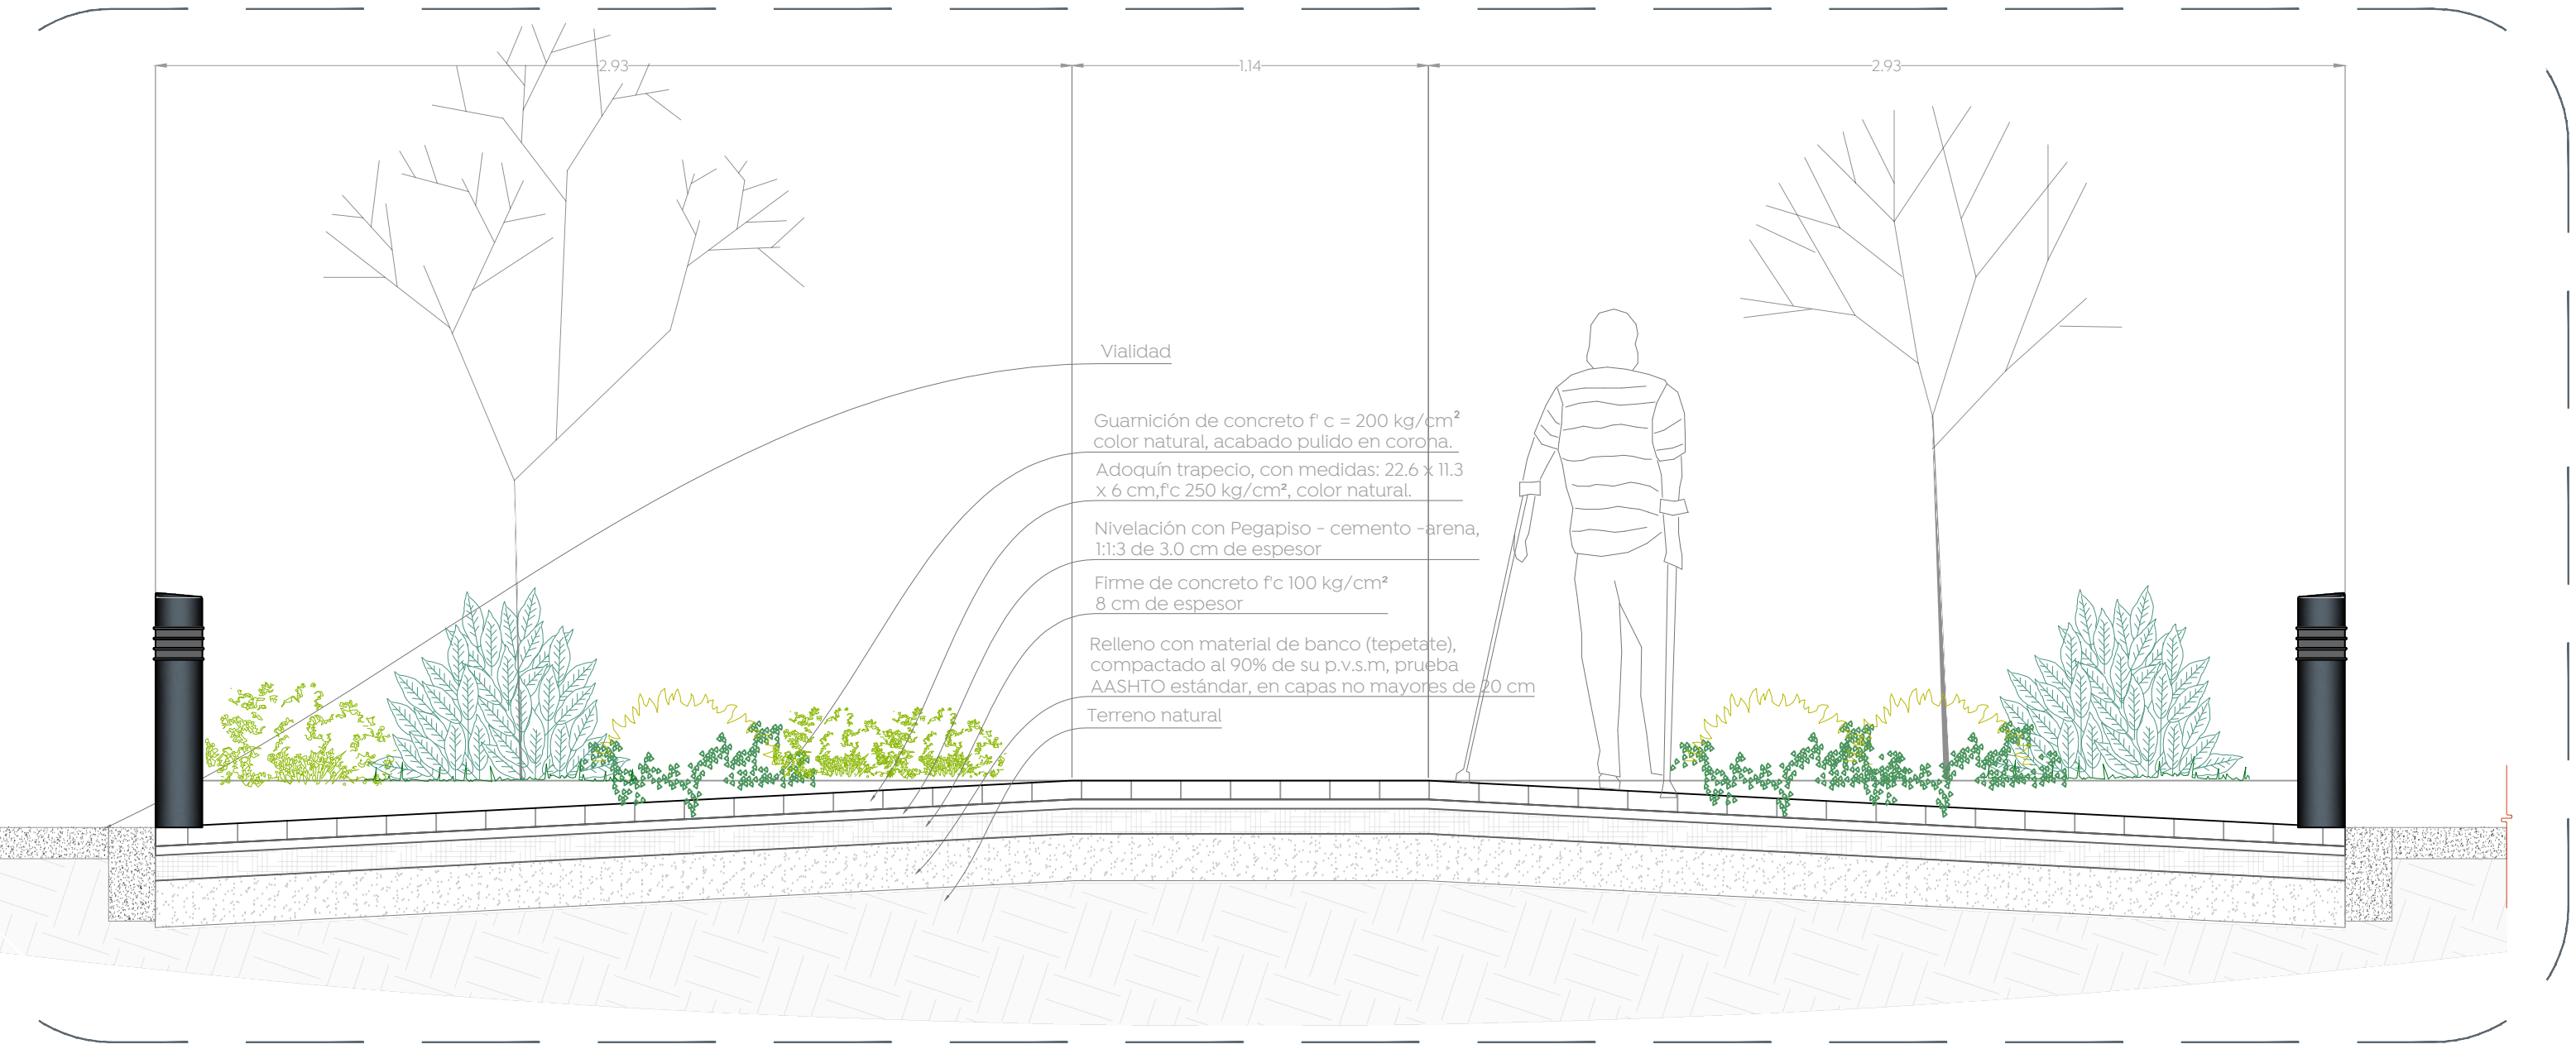 2.93
1.14
2.93
Vialidad
Guarnición de concreto f' c = 200 kg/cm²
color natural, acabado pulido en corona.
Adoquín trapecio, con medidas: 22.6 x 11.3
x 6 cm,f'c 250 kg/cm², color natural.
Nivelación con Pegapiso - cemento -arena,
1:1:3 de 3.0 cm de espesor
Firme de concreto f'c 100 kg/cm²
8 cm de espesor
Relleno con material de banco (tepetate),
compactado al 90% de su p.v.s.m, prueba
AASHTO estándar, en capas no mayores de 20 cm
Terreno natural